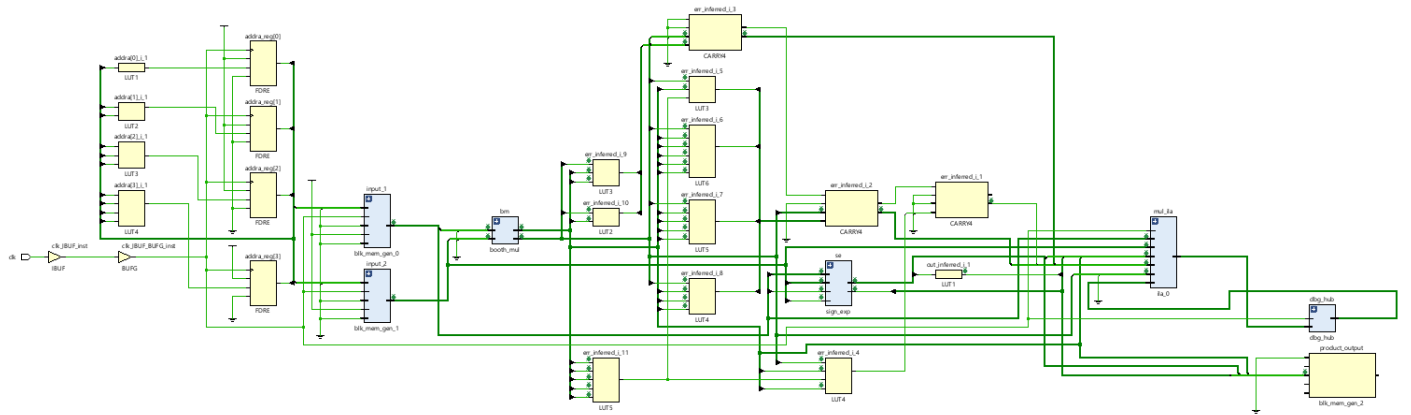 err_inferred_i_3
CARRY4
addra_reg[0]
FDRE
addra[0]_i_1
LUT1
err_inferred_i_5
LUT3
addra[1]_i_1
LUT2
addra_reg[1]
FDRE
err_inferred_i_6
LUT6
addra[2]_i_1
LUT3
addra_reg[2]
FDRE
err_inferred_i_9
LUT3
addra[3]_i_1
LUT4
input_1
blk_mem_gen_0
err_inferred_i_10
LUT2
err_inferred_i_7
LUT5
err_inferred_i_2
CARRY4
err_inferred_i_1
CARRY4
bm
booth_mul
mul_ila
ila_0
clk
clk_IBUF_inst
IBUF
clk_IBUF_BUFG_inst
BUFG
addra_reg[3]
FDRE
input_2
blk_mem_gen_1
err_inferred_i_8
LUT4
se
sign_exp
out_inferred_i_1
LUT1
dbg_hub
dbg_hub
err_inferred_i_11
LUT5
err_inferred_i_4
LUT4
product_output
blk_mem_gen_2